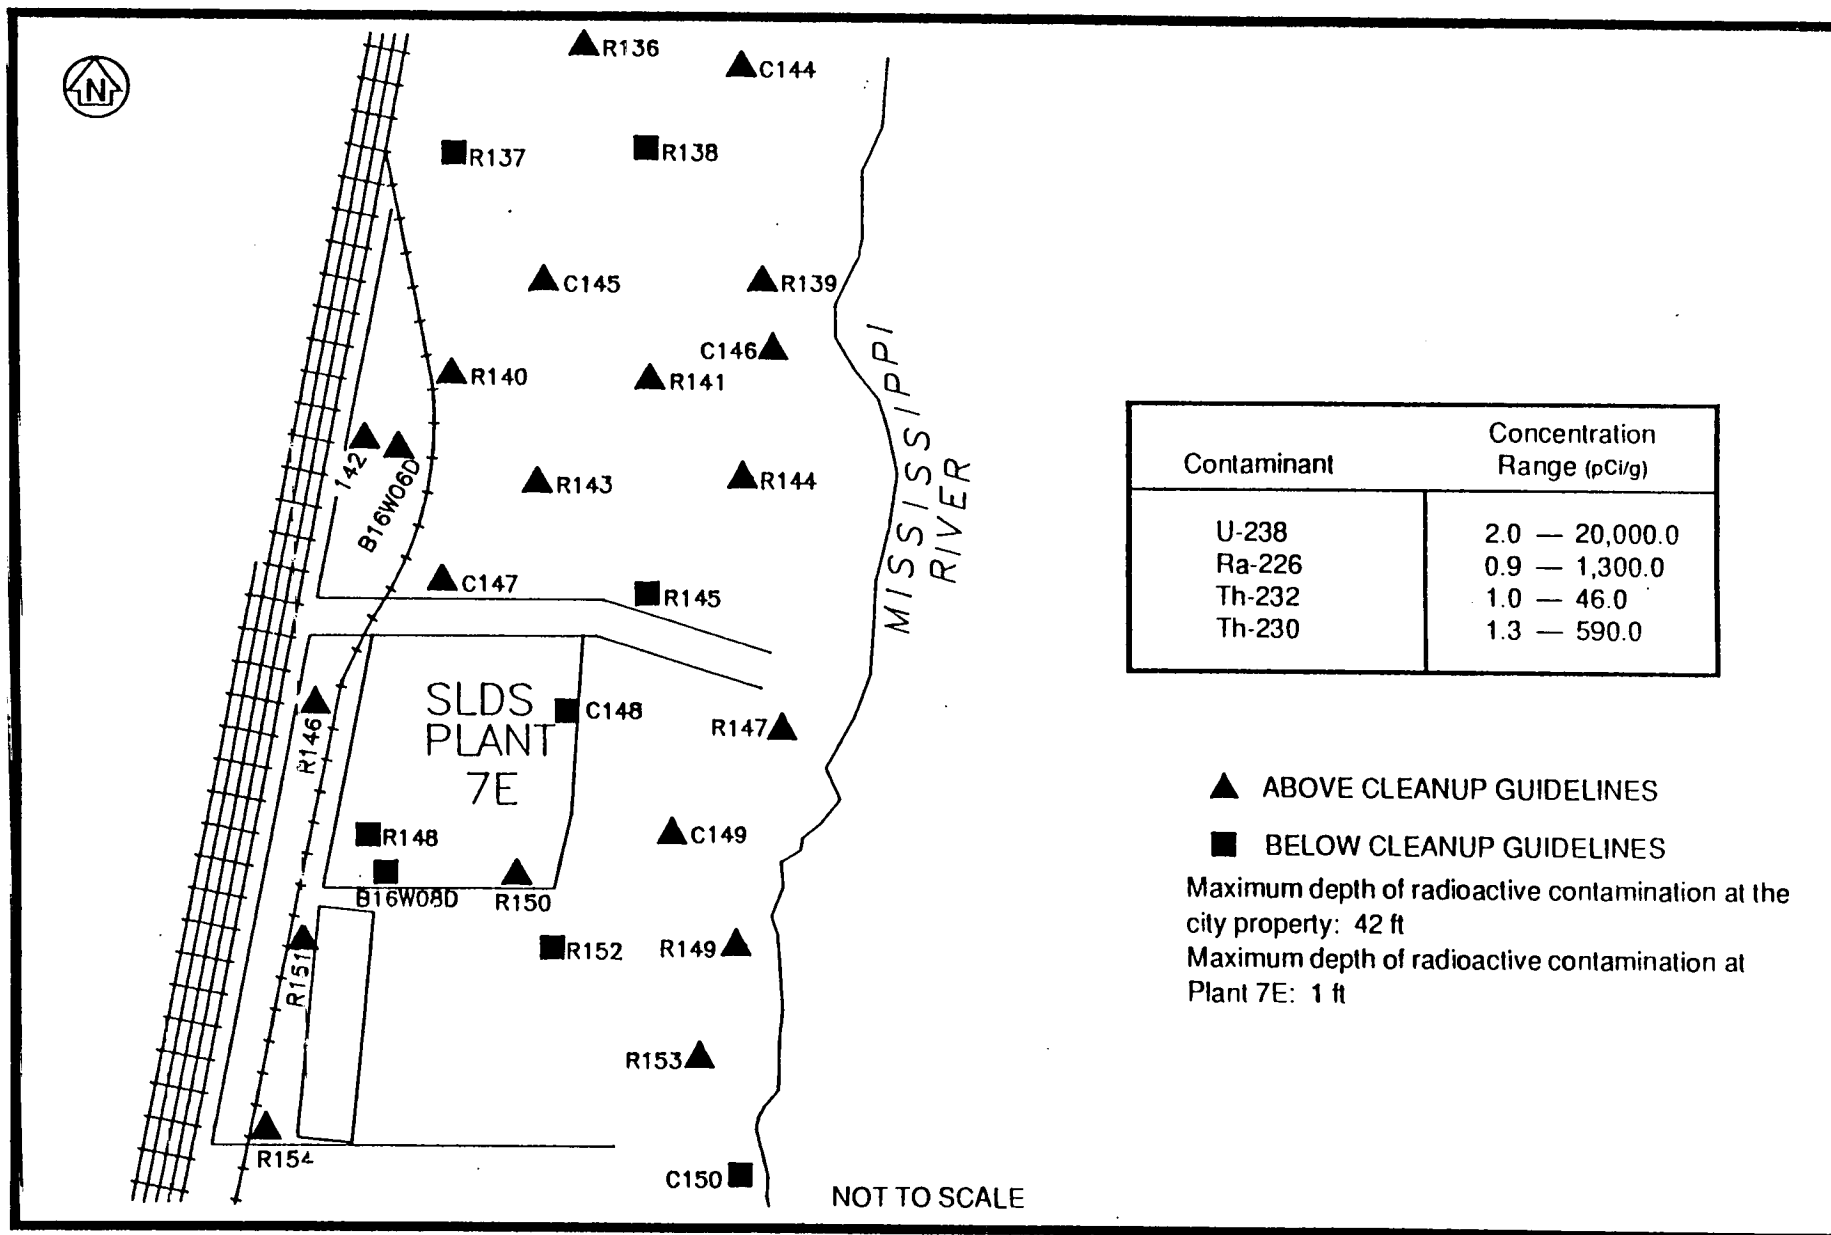 N
R136
C144
R137
R138
C145
R139
C146
R140
R141
142
B16W06D
R143
R144
MISSISSIPPI
RIVER
C147
R145
SLDS
PLANT
7E
C148
R146
R147
R148
C149
B16W08D
R150
R151
R152
R149
R153
R154
C150
NOT TO SCALE
Contaminant
Concentration
Range (pCi/g)
U-238 2.0 — 20,000.0
Ra-226 0.9 — 1,300.0
Th-232 1.0 — 46.0
Th-230 1.3 — 590.0
ABOVE CLEANUP GUIDELINES
BELOW CLEANUP GUIDELINES
Maximum depth of radioactive contamination at the
city property: 42 ft
Maximum depth of radioactive contamination at
Plant 7E: 1 ft